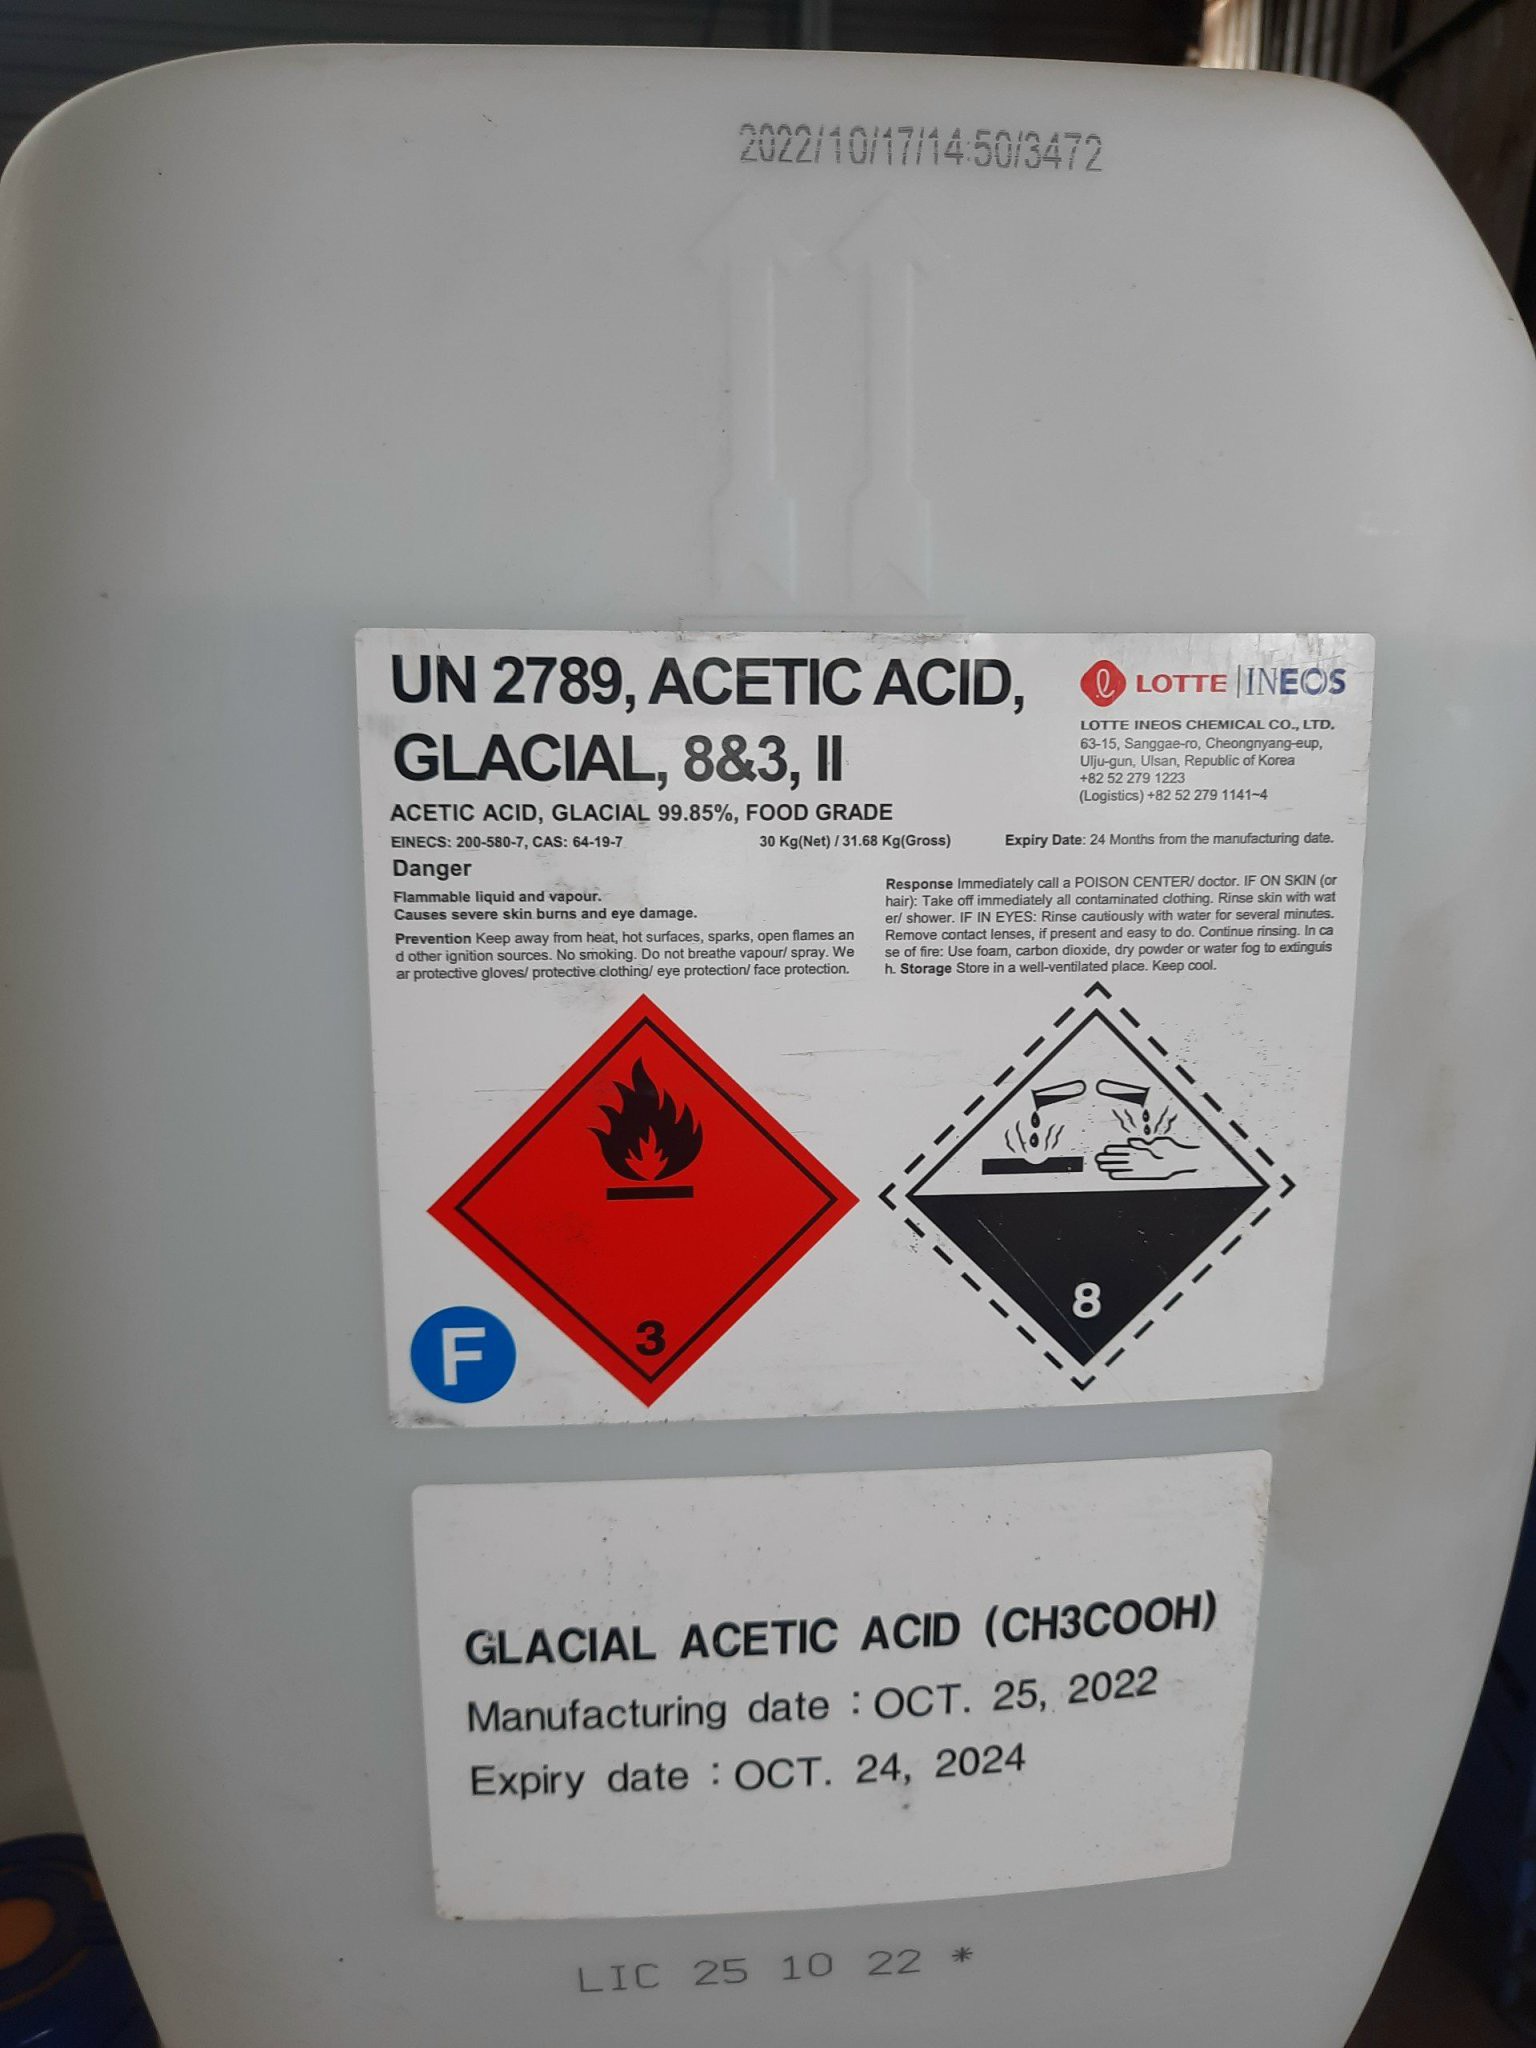 2022/10/17/14:50/3472
UN 2789, ACETIC ACID,
GLACIAL, 8&3, II
ACETIC ACID, GLACIAL 99.85%, FOOD GRADE
EINECS: 200-580-7, CAS: 64-19-7
30 Kg(Net) / 31.68 Kg(Gross)
LOTTE | INEOS
LOTTE INEOS CHEMICAL CO., LTD.
63-15, Sanggae-ro, Cheongnyang-eup,
Ulju-gun, Ulsan, Republic of Korea
+82 52 279 1223
(Logistics) +82 52 279 1141~4
Expiry Date: 24 Months from the manufacturing date.
Danger
Flammable liquid and vapour.
Causes severe skin burns and eye damage.
Prevention Keep away from heat, hot surfaces, sparks, open flames an
d other ignition sources. No smoking. Do not breathe vapour/ spray. We
ar protective gloves/ protective clothing/ eye protection/ face protection.
Response Immediately call a POISON CENTER/ doctor. IF ON SKIN (or
hair): Take off immediately all contaminated clothing. Rinse skin with wat
er/ shower. IF IN EYES: Rinse cautiously with water for several minutes.
Remove contact lenses, if present and easy to do. Continue rinsing. In ca
se of fire: Use foam, carbon dioxide, dry powder or water fog to extinguis
h. Storage Store in a well-ventilated place. Keep cool.
3
8
F
GLACIAL ACETIC ACID (CH3COOH)
Manufacturing date : OCT. 25, 2022
Expiry date : OCT. 24, 2024
LIC 25 10 22 *